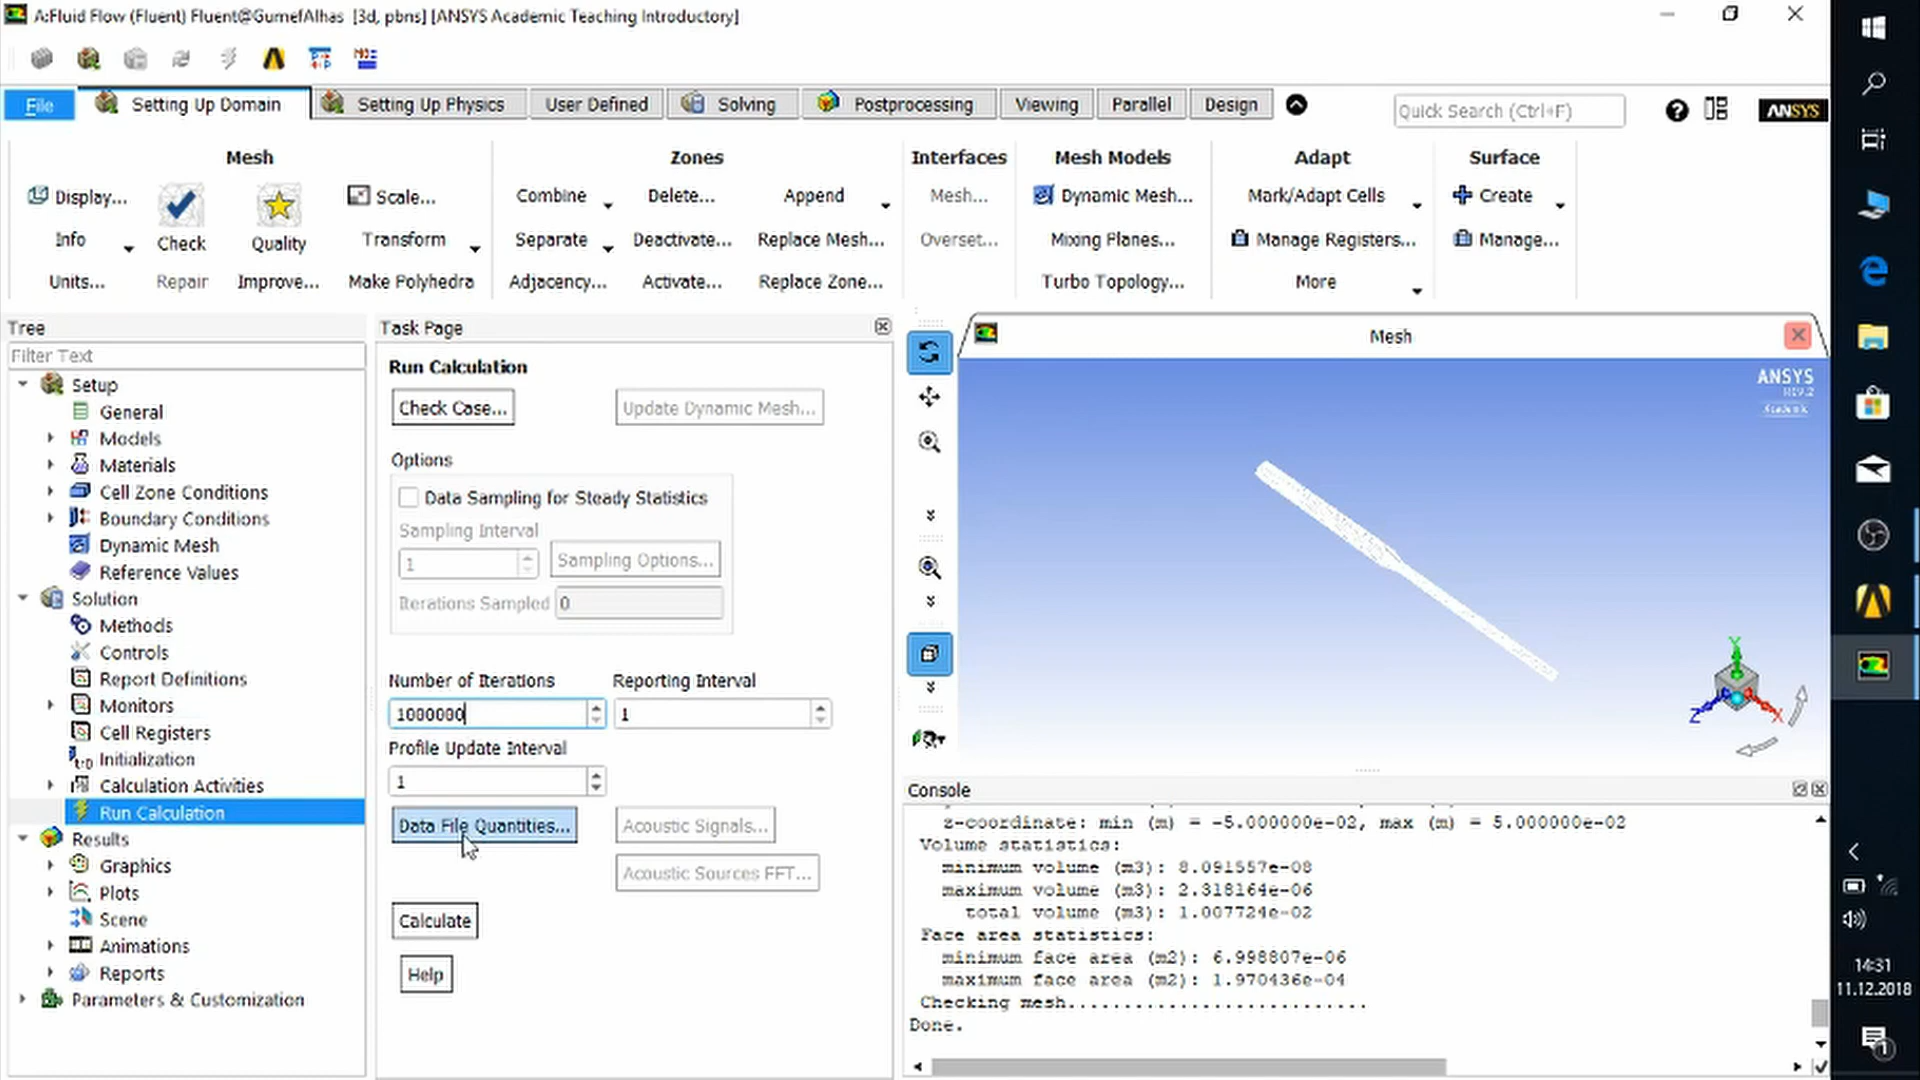 A:Fluid Flow (Fluent) Fluent@GumefAlhas [3d, pbns] [ANSYS Academic Teaching Introductory]
File
Setting Up Domain
Setting Up Physics
User Defined
Solving
Postprocessing
Viewing
Parallel
Design
Quick Search (Ctrl+F)
ANSYS
Mesh
Zones
Interfaces
Mesh Models
Adapt
Surface
Display...
Check
Quality
Scale...
Combine
Delete...
Append
Mesh...
Dynamic Mesh...
Mark/Adapt Cells
Create
Info
Transform
Separate
Deactivate...
Replace Mesh...
Overset...
Mixing Planes...
Manage Registers...
Manage...
Units...
Repair
Improve...
Make Polyhedra
Adjacency...
Activate...
Replace Zone...
Turbo Topology...
More
Tree
Filter Text
Setup
General
Models
Materials
Cell Zone Conditions
Boundary Conditions
Dynamic Mesh
Reference Values
Solution
Methods
Controls
Report Definitions
Monitors
Cell Registers
Initialization
Calculation Activities
Run Calculation
Results
Graphics
Plots
Scene
Animations
Reports
Parameters & Customization
Task Page
Run Calculation
Check Case...
Update Dynamic Mesh...
Options
Data Sampling for Steady Statistics
Sampling Interval
1
Sampling Options...
Iterations Sampled
0
Number of Iterations
Reporting Interval
1000000
1
Profile Update Interval
1
Data File Quantities...
Acoustic Signals...
Acoustic Sources FFT...
Calculate
Help
Mesh
ANSYS
R19.2
Academic
Y
Z
X
Console
z-coordinate: min (m) = -5.000000e-02, max (m) = 5.000000e-02
Volume statistics:
minimum volume (m3): 8.091557e-08
maximum volume (m3): 2.318164e-06
total volume (m3): 1.007724e-02
Face area statistics:
minimum face area (m2): 6.998807e-06
maximum face area (m2): 1.970436e-04
Checking mesh...........................
Done.
14:31
11.12.2018
1